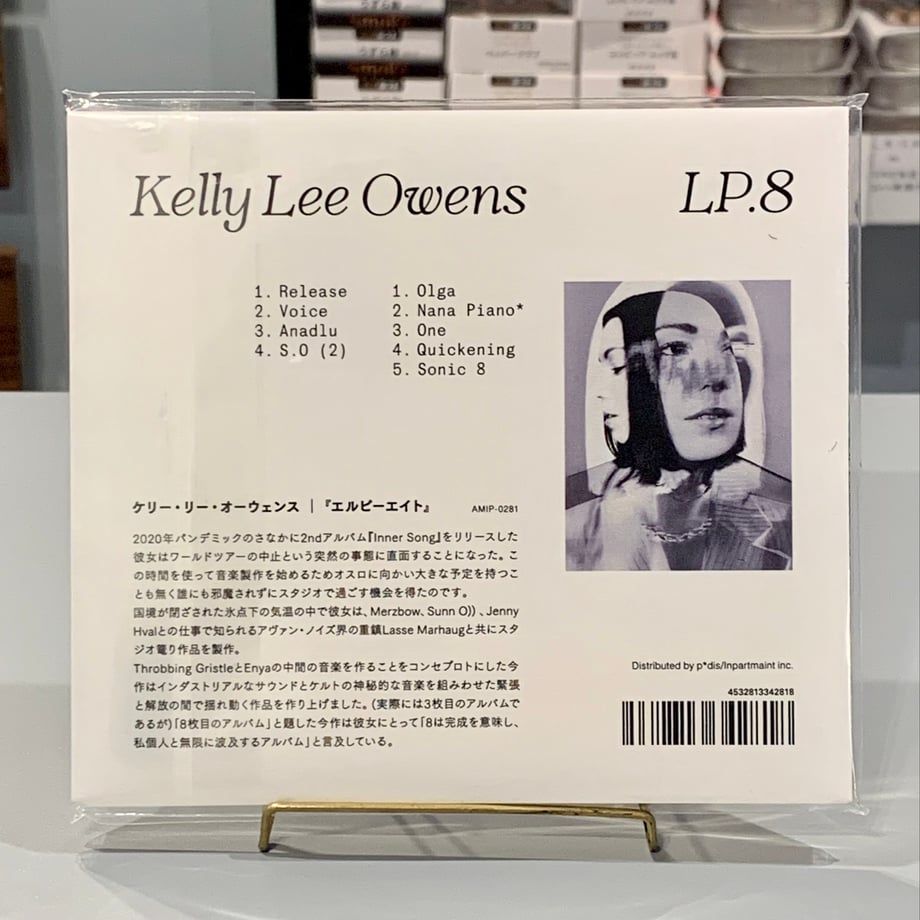 Kelly Lee Owens
LP.8
1. Release
2. Voice
3. Anadlu
4. S.O (2)
1. Olga
2. Nana Piano*
3. One
4. Quickening
5. Sonic 8
ケリー・リー・オーウェンス ｜『エルピーエイト』
AMIP-0281
2020年パンデミックのさなかに2ndアルバム『Inner Song』をリリースした
彼女はワールドツアーの中止という突然の事態に直面することになった。こ
の時間を使って音楽製作を始めるためオスロに向かい大きな予定を持つこ
とも無く誰にも邪魔されずにスタジオで過ごす機会を得たのです。
国境が閉ざされた氷点下の気温の中で彼女は、Merzbow、Sunn O)) 、Jenny
Hvalとの仕事で知られるアヴァン・ノイズ界の重鎮Lasse Marhaugと共にスタ
ジオ篭り作品を製作。
Throbbing GristleとEnyaの中間の音楽を作ることをコンセプトにした今
作はインダストリアルなサウンドとケルトの神秘的な音楽を組みわせた緊張
と解放の間で揺れ動く作品を作り上げました。(実際には3枚目のアルバムで
あるが)「8枚目のアルバム」と題した今作は彼女にとって「8は完成を意味し、
私個人と無限に波及するアルバム」と言及している。
Distributed by p*dis/Inpartmaint inc.
4532813342818